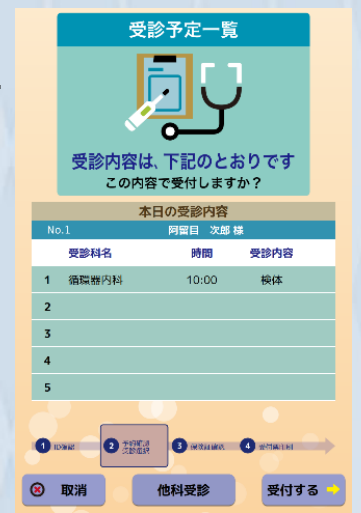 受診予定一覧
受診内容は、下記のとおりです
この内容で受付しますか？
本日の受診内容
No.1 阿留目 次郎 様
受診科名 時間 受診内容
1 循環器内科 10:00 検体
2
3
4
5
1 2 3 4
取消 他科受診 受付する